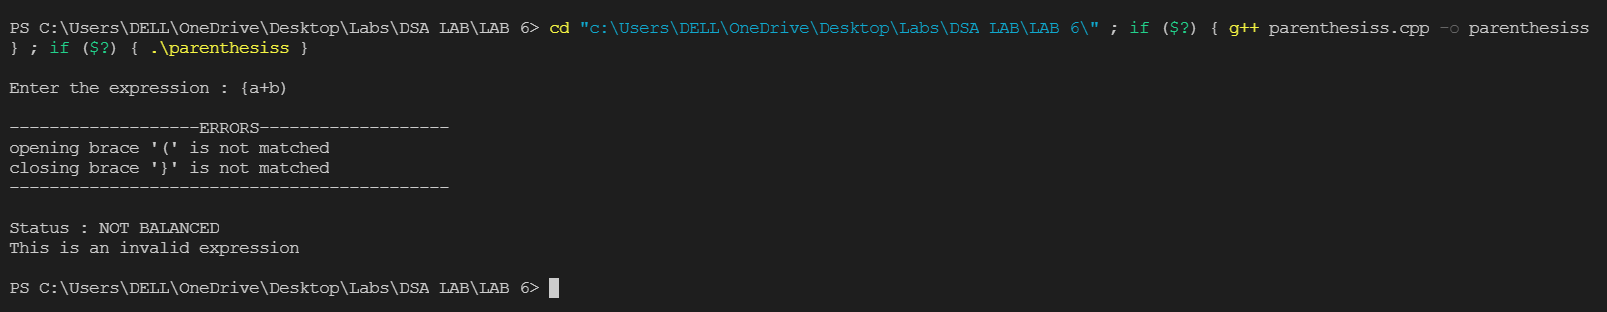 PS C:\Users\DELL\OneDrive\Desktop\Labs\DSA LAB\LAB 6> cd "c:\Users\DELL\OneDrive\Desktop\Labs\DSA LAB\LAB 6\" ; if ($?) { g++ parenthesiss.cpp -o parenthesiss
} ; if ($?) { .\parenthesiss }
Enter the expression : {a+b)
-------------------ERRORS-------------------
opening brace '(' is not matched
closing brace '}' is not matched
--------------------------------------------
Status : NOT BALANCED
This is an invalid expression
PS C:\Users\DELL\OneDrive\Desktop\Labs\DSA LAB\LAB 6>